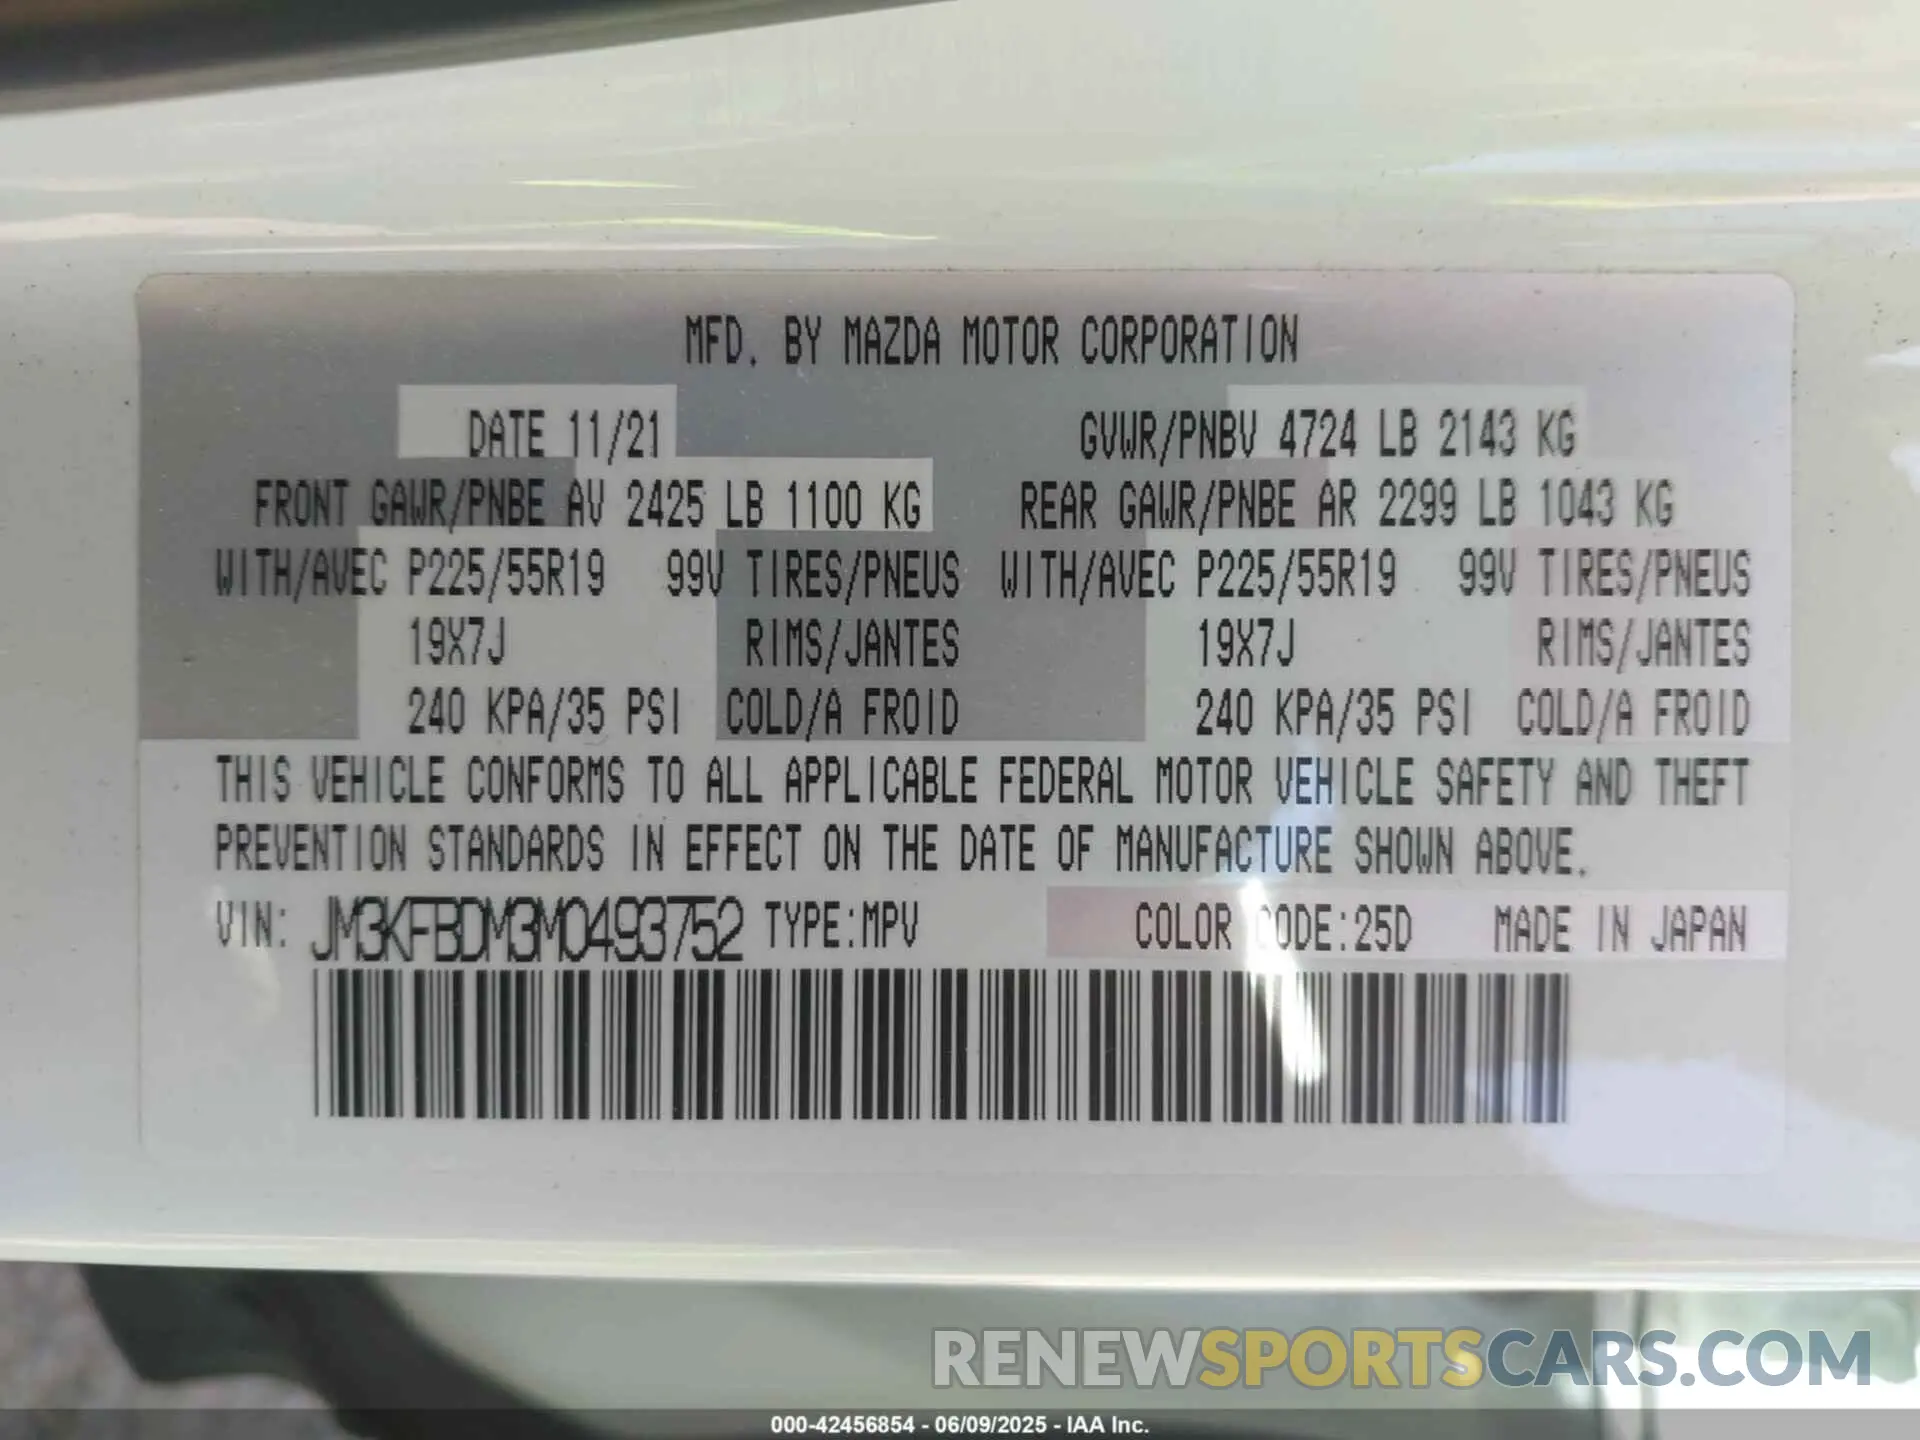 MFD. BY MAZDA MOTOR CORPORATION
DATE 11/21 GVWR/PNBV 4724 LB 2143 KG
FRONT GAWR/PNBE AV 2425 LB 1100 KG REAR GAWR/PNBE AR 2299 LB 1043 KG
WITH/AVEC P225/55R19 99V TIRES/PNEUS WITH/AVEC P225/55R19 99V TIRES/PNEUS
19X7J RIMS/JANTES 19X7J RIMS/JANTES
240 KPA/35 PSI COLD/A FROID 240 KPA/35 PSI COLD/A FROID
THIS VEHICLE CONFORMS TO ALL APPLICABLE FEDERAL MOTOR VEHICLE SAFETY AND THEFT
PREVENTION STANDARDS IN EFFECT ON THE DATE OF MANUFACTURE SHOWN ABOVE.
VIN: JM3KFBDM3M0493752 TYPE:MPV COLOR CODE:25D MADE IN JAPAN
RENEWSPORTSCARS.COM
000-42456854 - 06/09/2025 - IAA Inc.